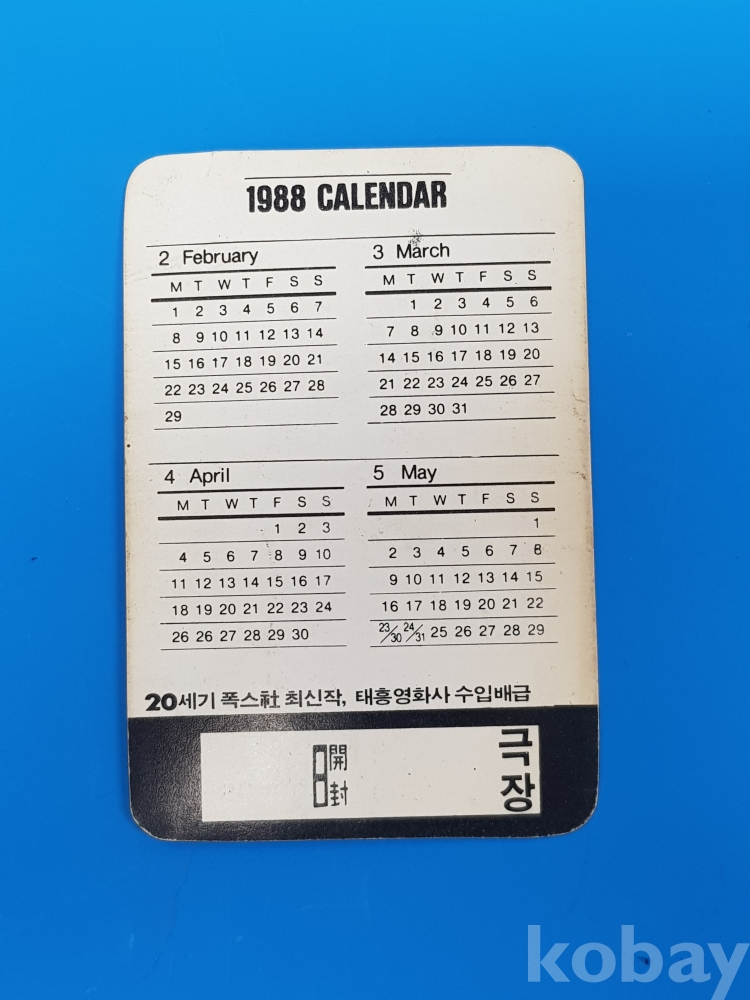 1988 CALENDAR
2 February
M T W T F S S
1 2 3 4 5 6 7
8 9 10 11 12 13 14
15 16 17 18 19 20 21
22 23 24 25 26 27 28
29
3 March
M T W T F S S
1 2 3 4 5 6
7 8 9 10 11 12 13
14 15 16 17 18 19 20
21 22 23 24 25 26 27
28 29 30 31
4 April
M T W T F S S
1 2 3
4 5 6 7 8 9 10
11 12 13 14 15 16 17
18 19 20 21 22 23 24
26 26 27 28 29 30
5 May
M T W T F S S
1
2 3 4 5 6 7 8
9 10 11 12 13 14 15
16 17 18 19 20 21 22
23/30 24/31 25 26 27 28 29
20세기 폭스社 최신작, 태흥영화사 수입배급
日 開封
극장
kobay